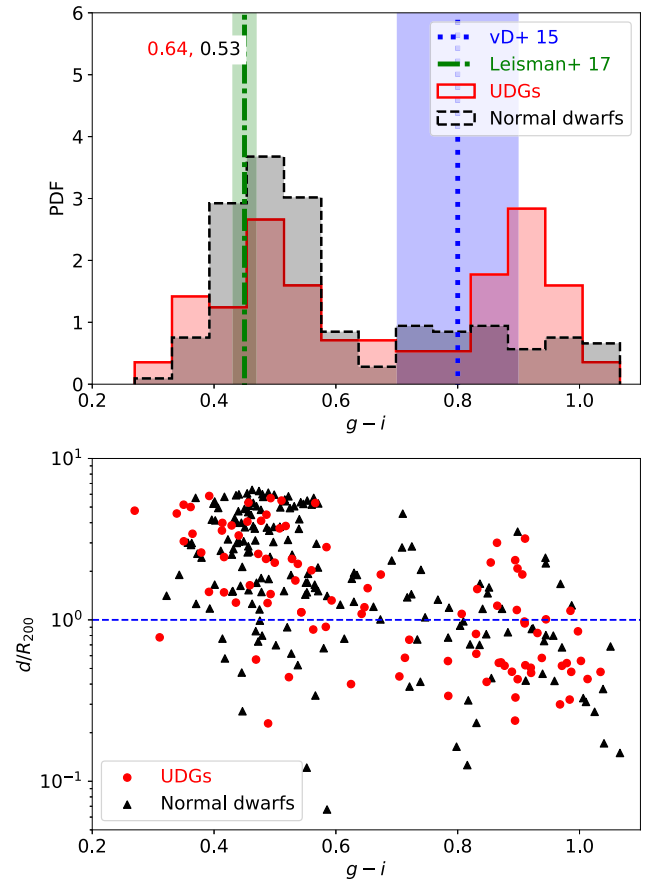 6
5
4
3
2
1
0
PDF
0.64, 0.53
vD+ 15
Leisman+ 17
UDGs
Normal dwarfs
0.2 0.4 0.6 0.8 1.0
g − i
10¹
10⁰
10⁻¹
d/R₂₀₀
UDGs
Normal dwarfs
0.2 0.4 0.6 0.8 1.0
g − i